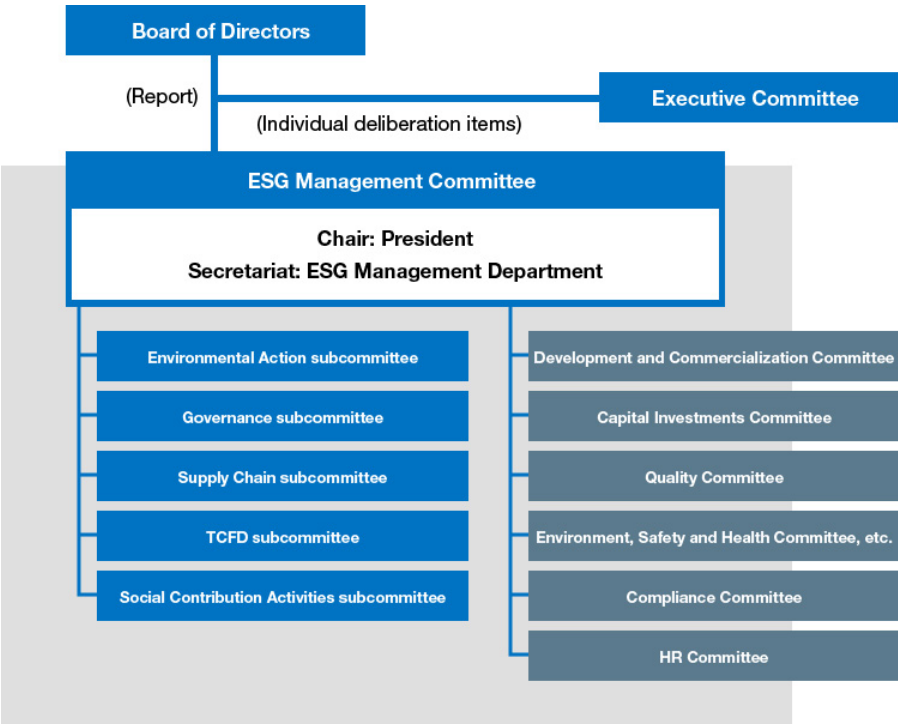 Board of Directors
(Report)
Executive Committee
(Individual deliberation items)
ESG Management Committee
Chair: President
Secretariat: ESG Management Department
Environmental Action subcommittee
Governance subcommittee
Supply Chain subcommittee
TCFD subcommittee
Social Contribution Activities subcommittee
Development and Commercialization Committee
Capital Investments Committee
Quality Committee
Environment, Safety and Health Committee, etc.
Compliance Committee
HR Committee